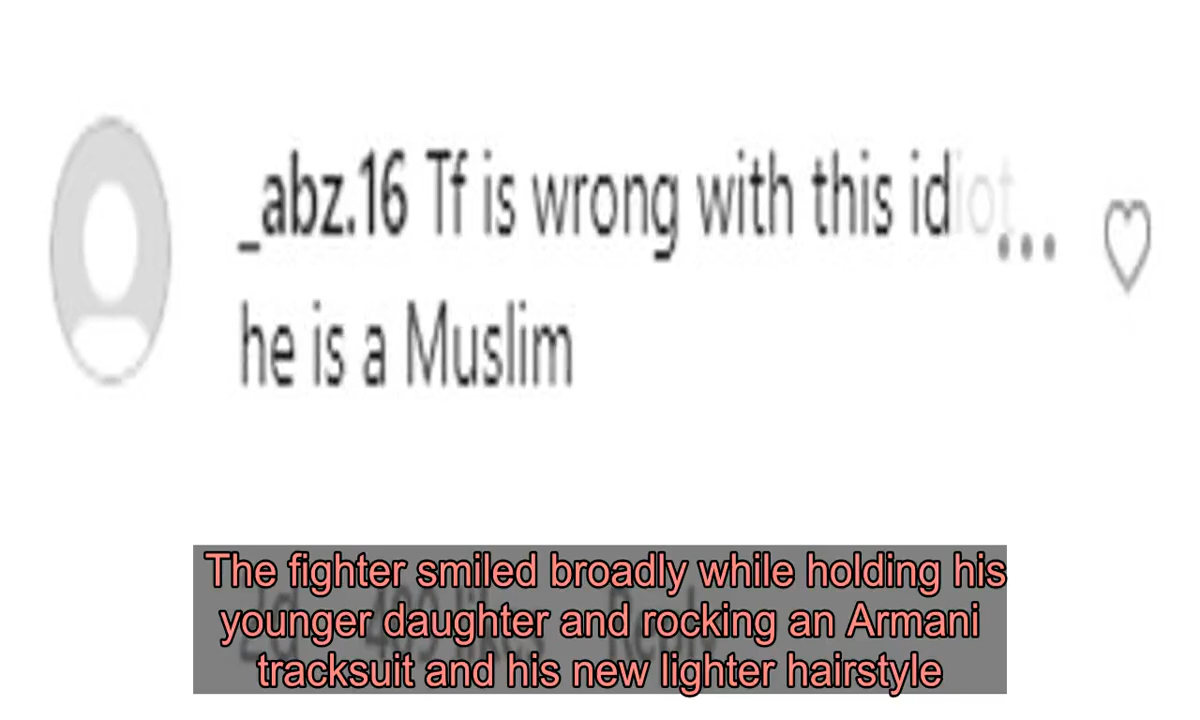 _abz.16 Tf is wrong with this idiot...
he is a Muslim
The fighter smiled broadly while holding his
younger daughter and rocking an Armani
tracksuit and his new lighter hairstyle